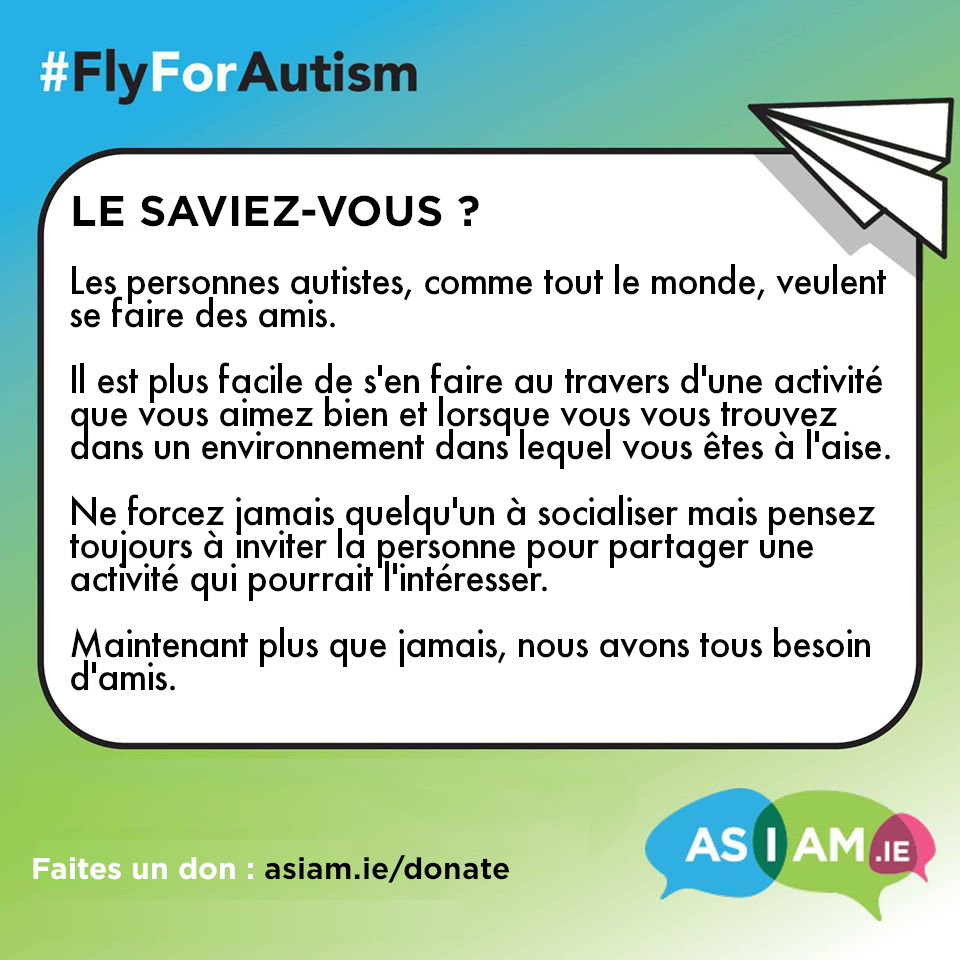 #FlyForAutism
LE SAVIEZ-VOUS ?
Les personnes autistes, comme tout le monde, veulent
se faire des amis.
Il est plus facile de s'en faire au travers d'une activité
que vous aimez bien et lorsque vous vous trouvez
dans un environnement dans lequel vous êtes à l'aise.
Ne forcez jamais quelqu'un à socialiser mais pensez
toujours à inviter la personne pour partager une
activité qui pourrait l'intéresser.
Maintenant plus que jamais, nous avons tous besoin
d'amis.
Faites un don : asiam.ie/donate
AS I AM .IE